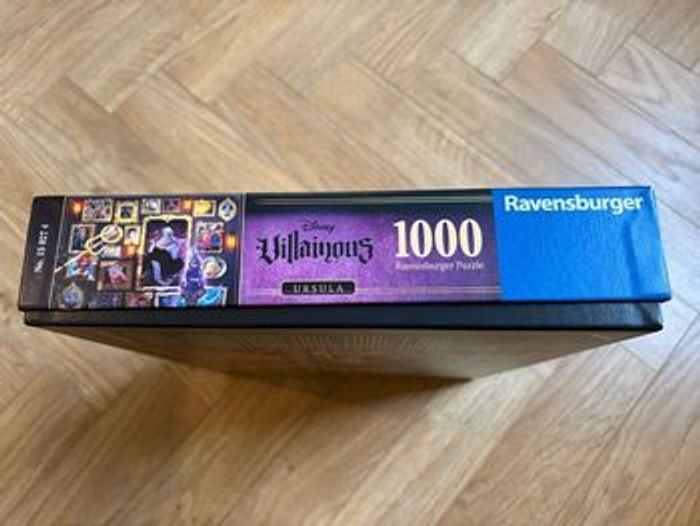 No. 15 027 4
Disney
Villainous
URSULA
1000
Ravensburger Puzzle
Ravensburger